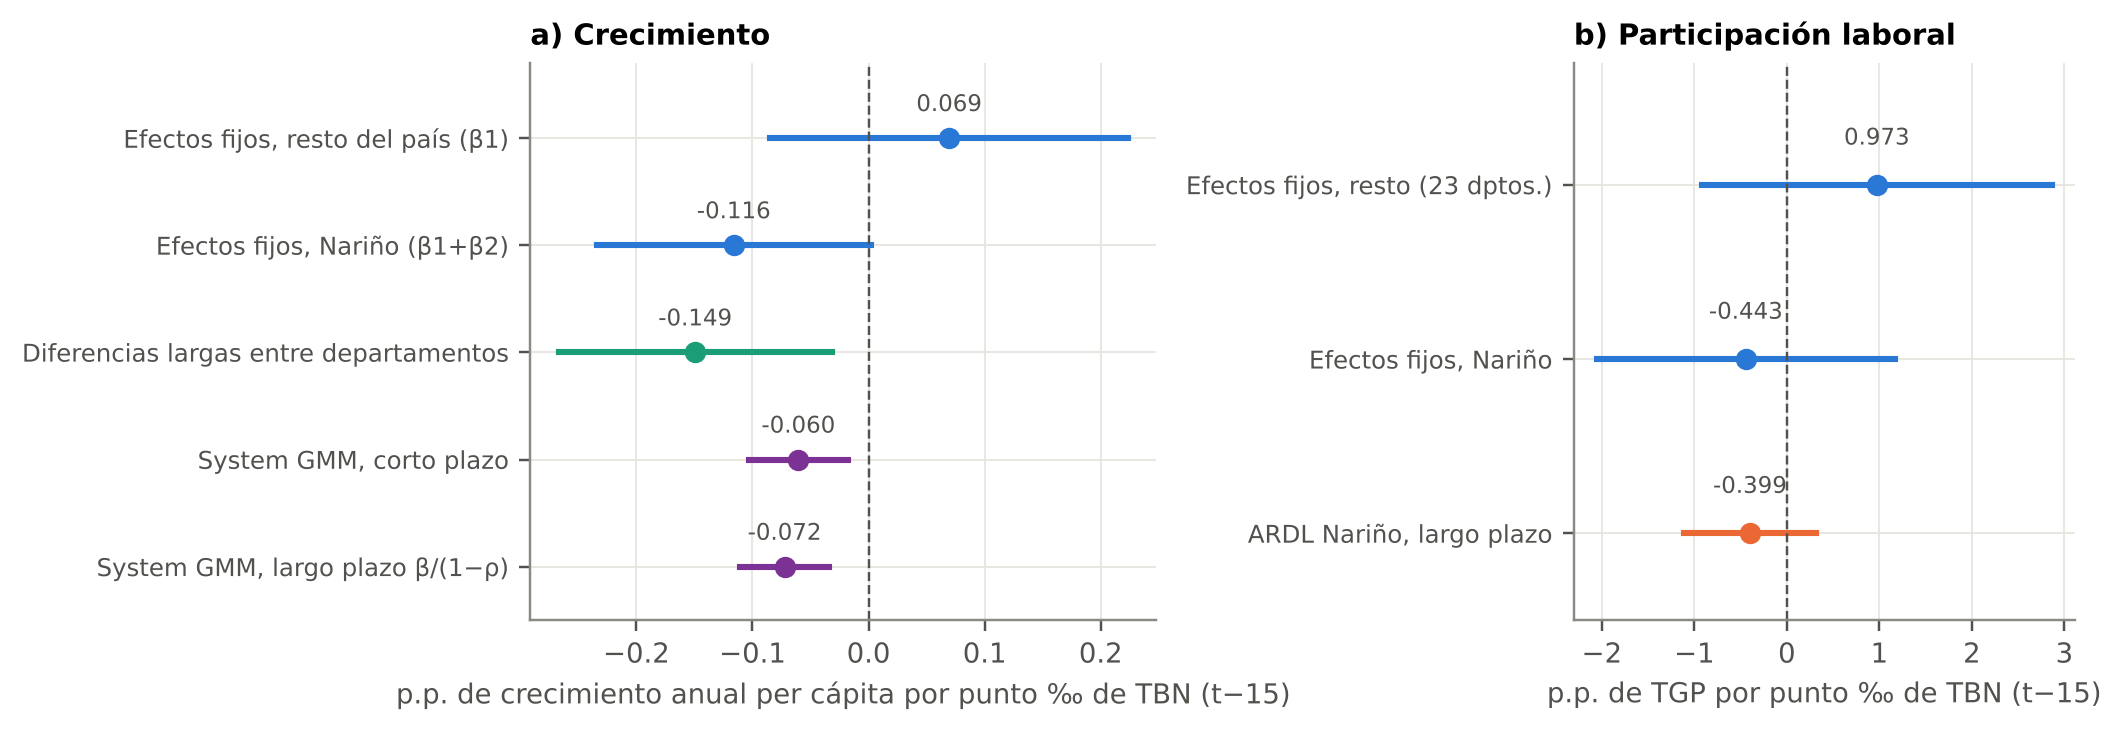 a) Crecimiento
0.069
Efectos fijos, resto del país (β1)
-0.116
Efectos fijos, Nariño (β1+β2)
-0.149
Diferencias largas entre departamentos
-0.060
System GMM, corto plazo
-0.072
System GMM, largo plazo β/(1−ρ)
−0.2 −0.1 0.0 0.1 0.2
p.p. de crecimiento anual per cápita por punto ‰ de TBN (t−15)
b) Participación laboral
0.973
Efectos fijos, resto (23 dptos.)
-0.443
Efectos fijos, Nariño
-0.399
ARDL Nariño, largo plazo
−2 −1 0 1 2 3
p.p. de TGP por punto ‰ de TBN (t−15)